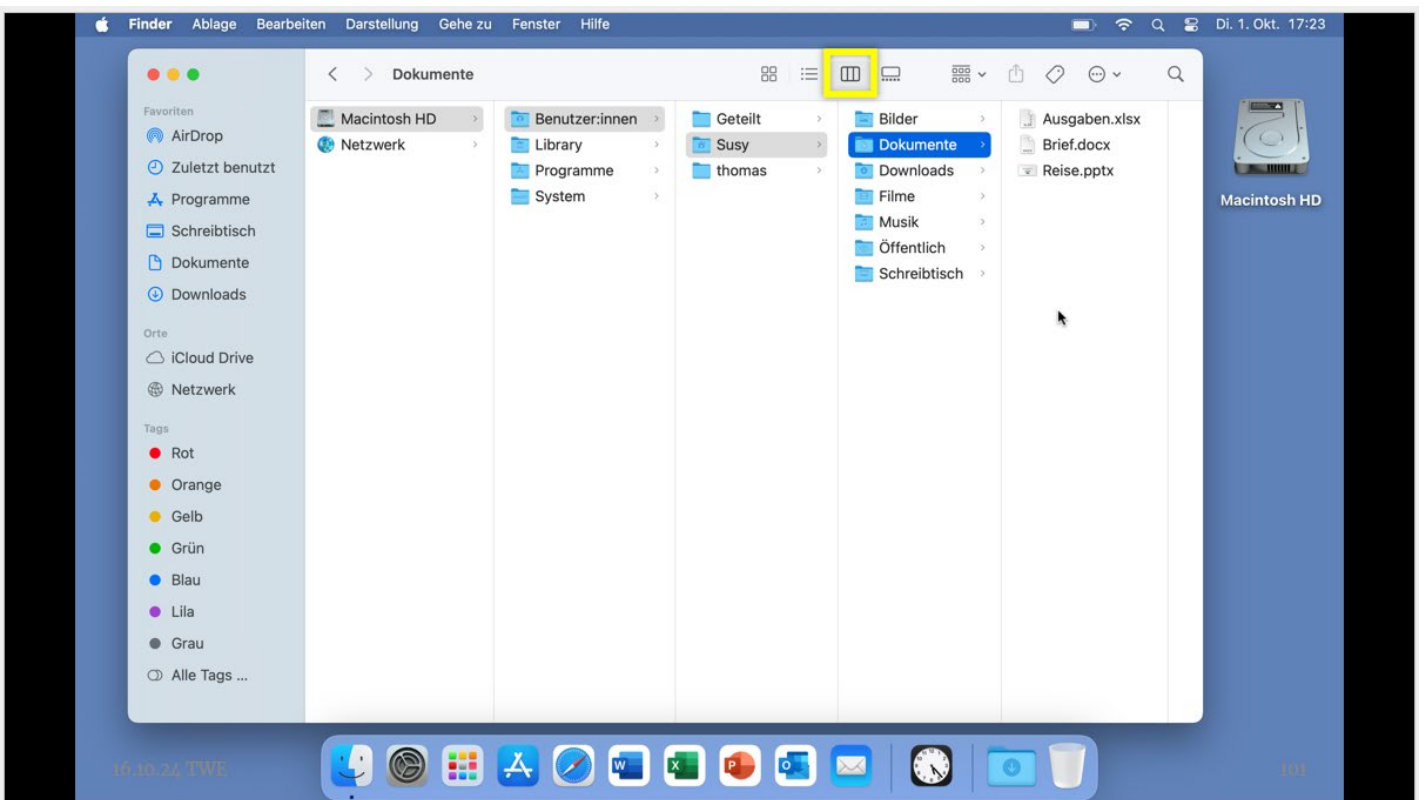 Finder Ablage Bearbeiten Darstellung Gehe zu Fenster Hilfe Di. 1. Okt. 17:23
Dokumente
Favoriten
AirDrop
Zuletzt benutzt
Programme
Schreibtisch
Dokumente
Downloads
Orte
iCloud Drive
Netzwerk
Tags
Rot
Orange
Gelb
Grün
Blau
Lila
Grau
Alle Tags ...
Macintosh HD
Netzwerk
Benutzer:innen
Library
Programme
System
Geteilt
Susy
thomas
Bilder
Dokumente
Downloads
Filme
Musik
Öffentlich
Schreibtisch
Ausgaben.xlsx
Brief.docx
Reise.pptx
Macintosh HD
W
X
P
O
16.10.24 TWE
101